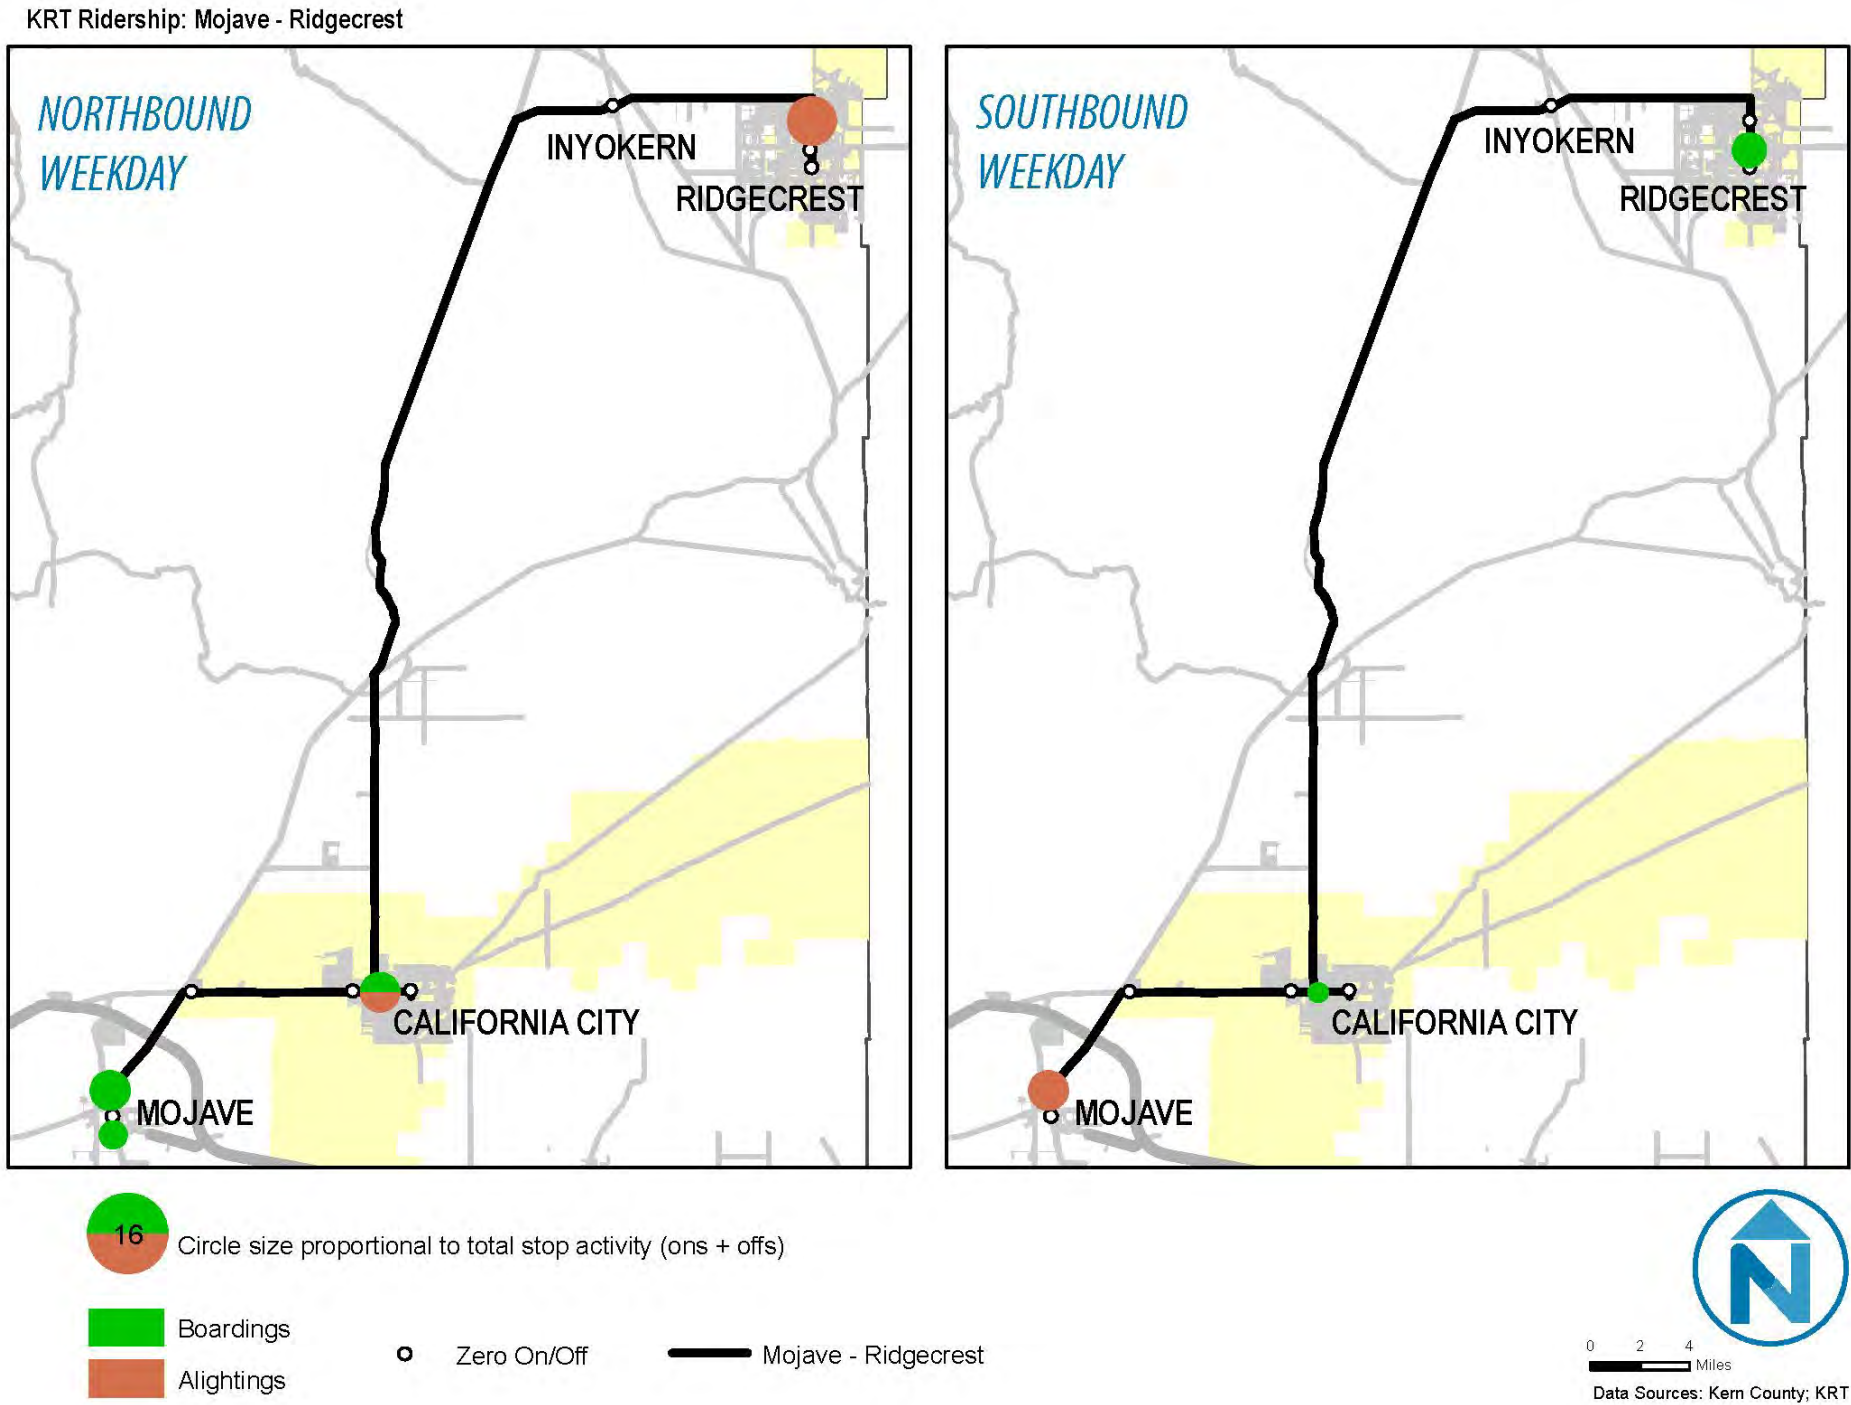 KRT Ridership: Mojave - Ridgecrest
NORTHBOUND
WEEKDAY
INYOKERN
RIDGECREST
CALIFORNIA CITY
MOJAVE
SOUTHBOUND
WEEKDAY
INYOKERN
RIDGECREST
CALIFORNIA CITY
MOJAVE
16
Circle size proportional to total stop activity (ons + offs)
Boardings
Alightings
Zero On/Off
Mojave - Ridgecrest
N
0 2 4
Miles
Data Sources: Kern County; KRT